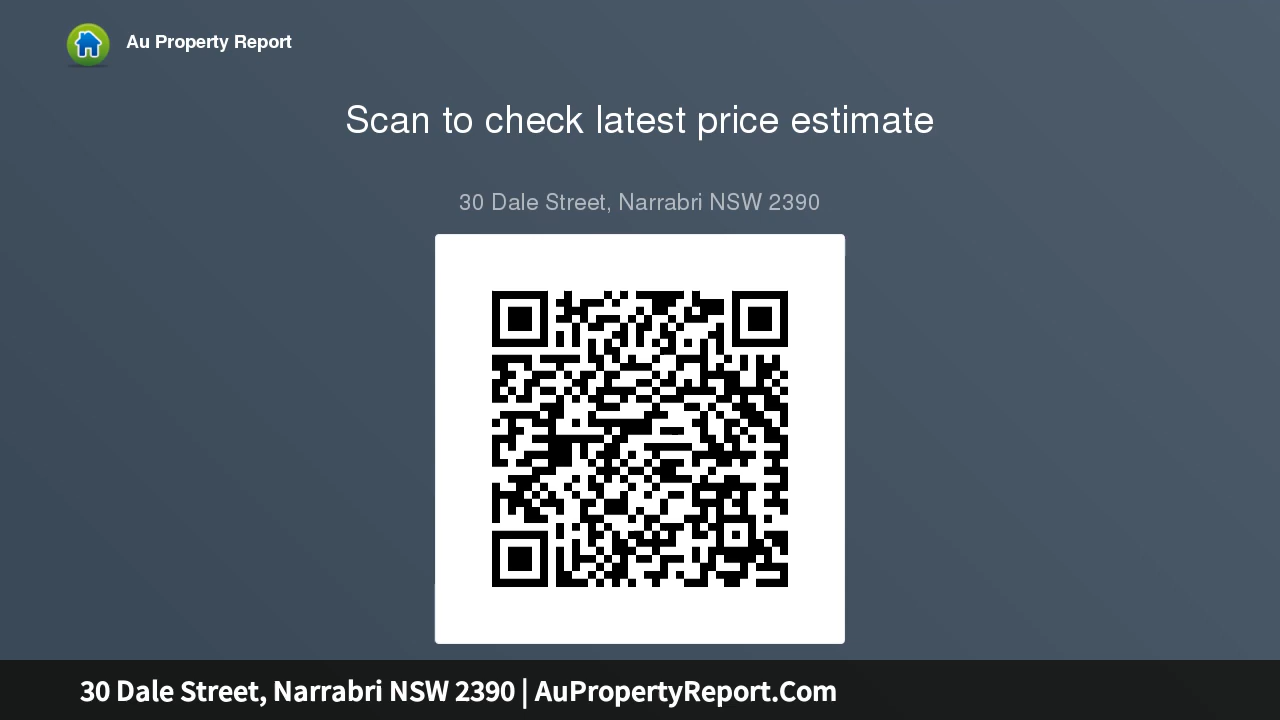 Au Property Report
Scan to check latest price estimate
30 Dale Street, Narrabri NSW 2390
30 Dale Street, Narrabri NSW 2390 | AuPropertyReport.Com